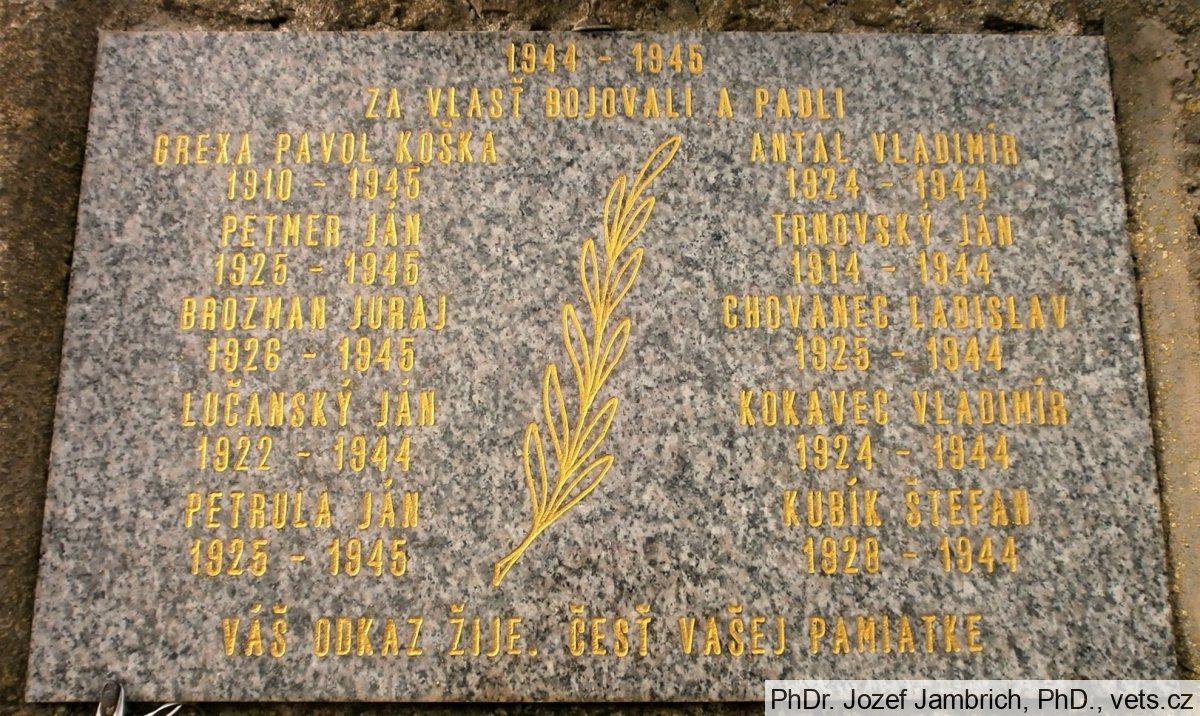 1944 - 1945
ZA VLASŤ BOJOVALI A PADLI
GREXA PAVOL KOŠKA
1910 - 1945
PETMER JÁN
1925 - 1945
BROZMAN JURAJ
1926 - 1945
LUČANSKÝ JÁN
1922 - 1944
PETRULA JÁN
1925 - 1945
ANTAL VLADIMÍR
1924 - 1944
TRNOVSKÝ JÁN
1914 - 1944
CHOVANEC LADISLAV
1925 - 1944
KOKAVEC VLADIMÍR
1924 - 1944
KUBÍK ŠTEFAN
1928 - 1944
VÁŠ ODKAZ ŽIJE. ČESŤ VAŠEJ PAMIATKE
PhDr. Jozef Jambrich, PhD., vets.cz